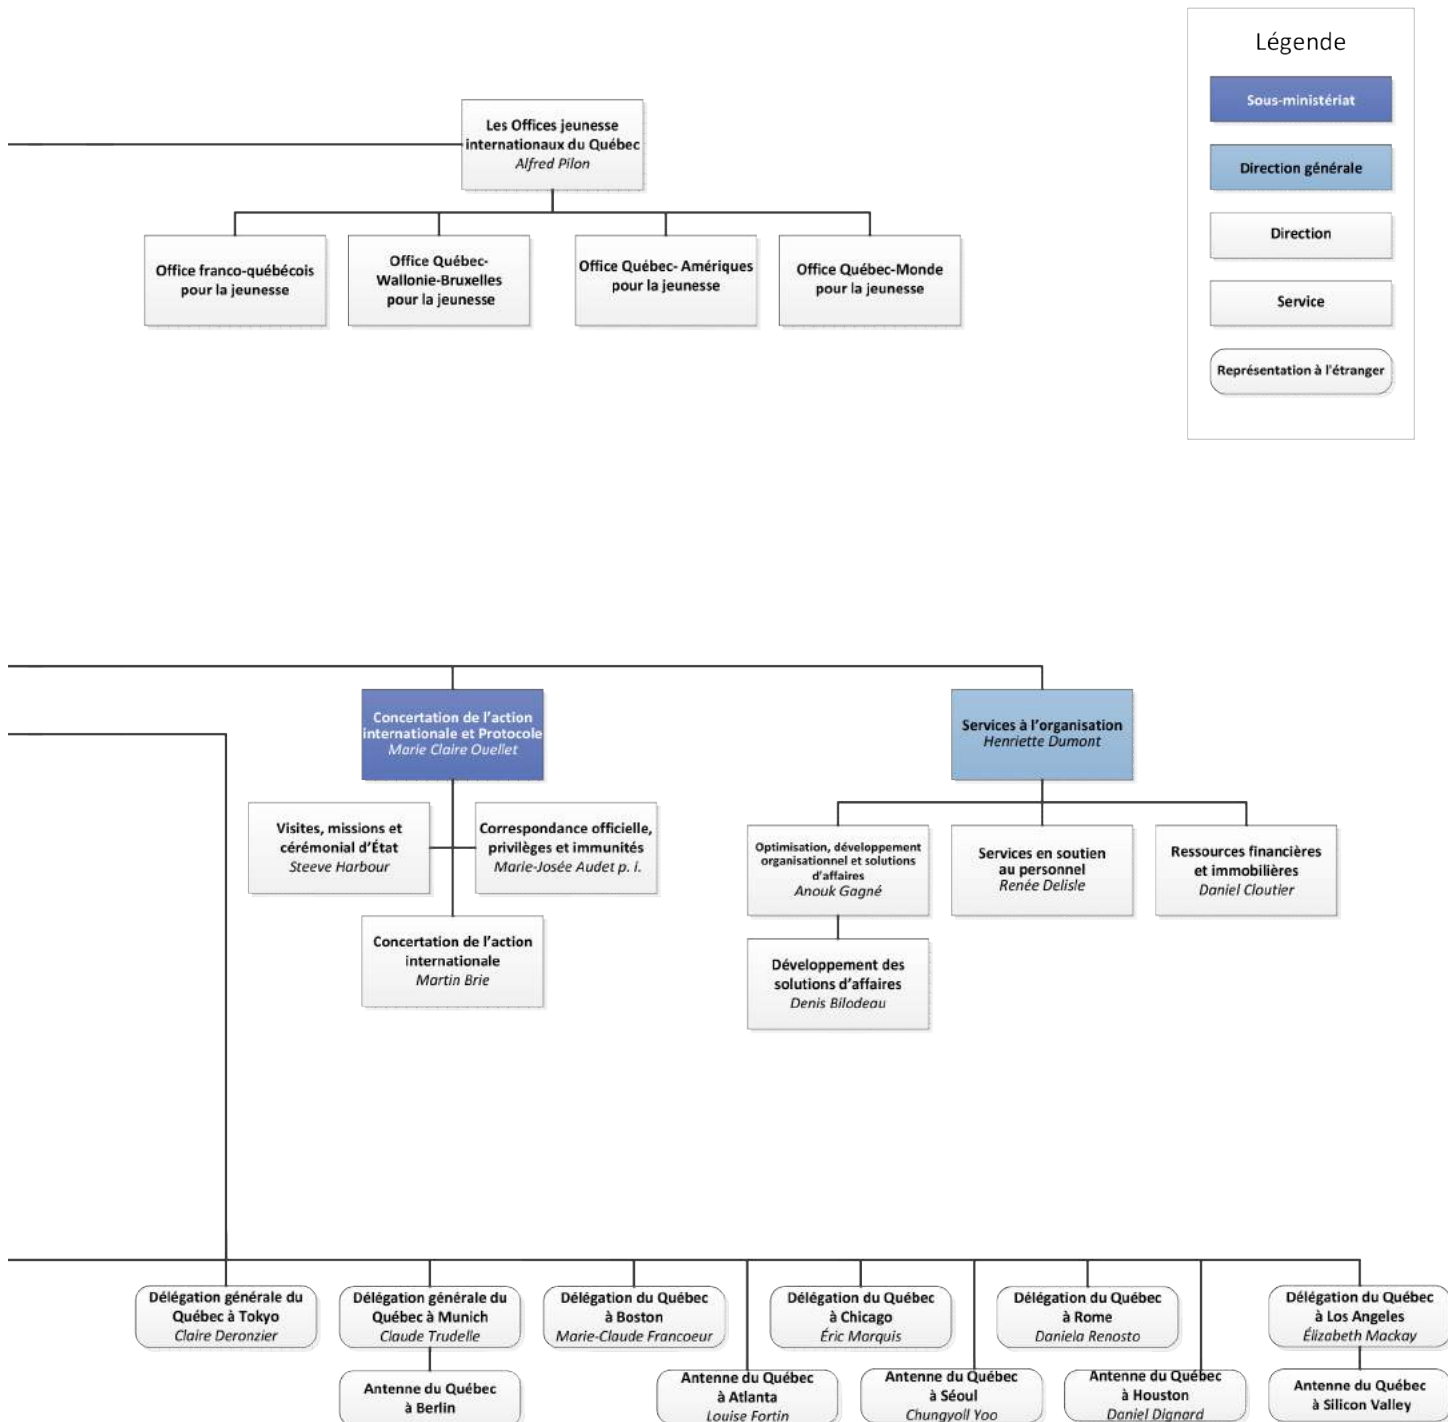 Légende
Sous-ministériat
Direction générale
Direction
Service
Représentation à l'étranger
Les Offices jeunesse
internationaux du Québec
Alfred Pilon
Office franco-québécois
pour la jeunesse
Office Québec-
Wallonie-Bruxelles
pour la jeunesse
Office Québec- Amériques
pour la jeunesse
Office Québec-Monde
pour la jeunesse
Concertation de l'action
internationale et Protocole
Marie Claire Ouellet
Services à l'organisation
Henriette Dumont
Visites, missions et
cérémonial d'État
Steeve Harbour
Correspondance officielle,
privilèges et immunités
Marie-Josée Audet p. i.
Concertation de l'action
internationale
Martin Brie
Optimisation, développement
organisationnel et solutions
d'affaires
Anouk Gagné
Services en soutien
au personnel
Renée Delisle
Ressources financières
et immobilières
Daniel Cloutier
Développement des
solutions d'affaires
Denis Bilodeau
Délégation générale du
Québec à Tokyo
Claire Deronzier
Délégation générale du
Québec à Munich
Claude Trudelle
Délégation du Québec
à Boston
Marie-Claude Francoeur
Délégation du Québec
à Chicago
Éric Marquis
Délégation du Québec
à Rome
Daniela Renosto
Délégation du Québec
à Los Angeles
Élizabeth Mackay
Antenne du Québec
à Berlin
Antenne du Québec
à Atlanta
Louise Fortin
Antenne du Québec
à Séoul
Chungyoll Yoo
Antenne du Québec
à Houston
Daniel Dignard
Antenne du Québec
à Silicon Valley